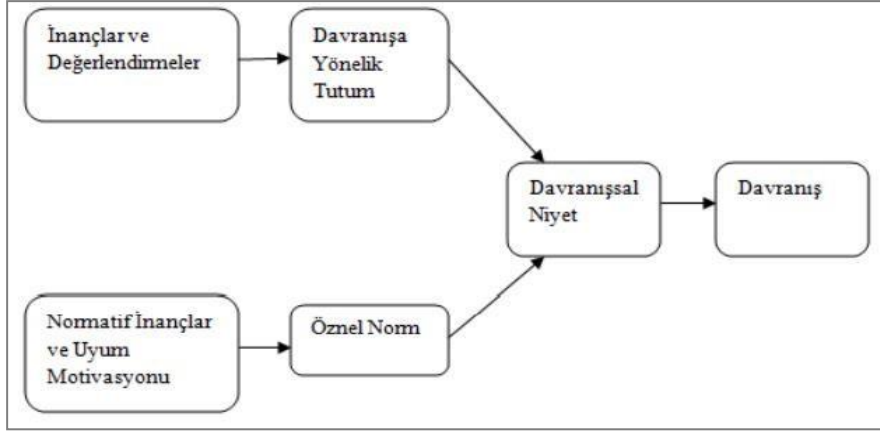 İnançlar ve
Değerlendirmeler
Davranışa
Yönelik
Tutum
Davranışsal
Niyet
Davranış
Normatif İnançlar
ve Uyum
Motivasyonu
Öznel Norm